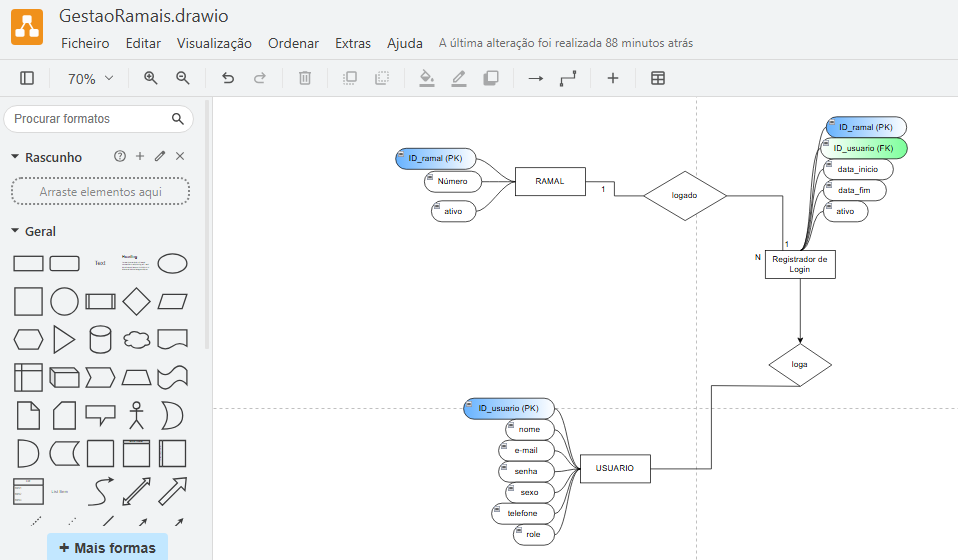 GestaoRamais.drawio
Ficheiro Editar Visualização Ordenar Extras Ajuda A última alteração foi realizada 88 minutos atrás
70%
Procurar formatos
Rascunho
Arraste elementos aqui
Geral
Text
Heading
List Item
+ Mais formas
ID_ramal (PK)
Número
ativo
RAMAL
1
logado
ID_ramal (PK)
ID_usuario (FK)
data_inicio
data_fim
ativo
1
N
Registrador de
Login
loga
ID_usuario (PK)
nome
e-mail
senha
sexo
telefone
role
USUARIO